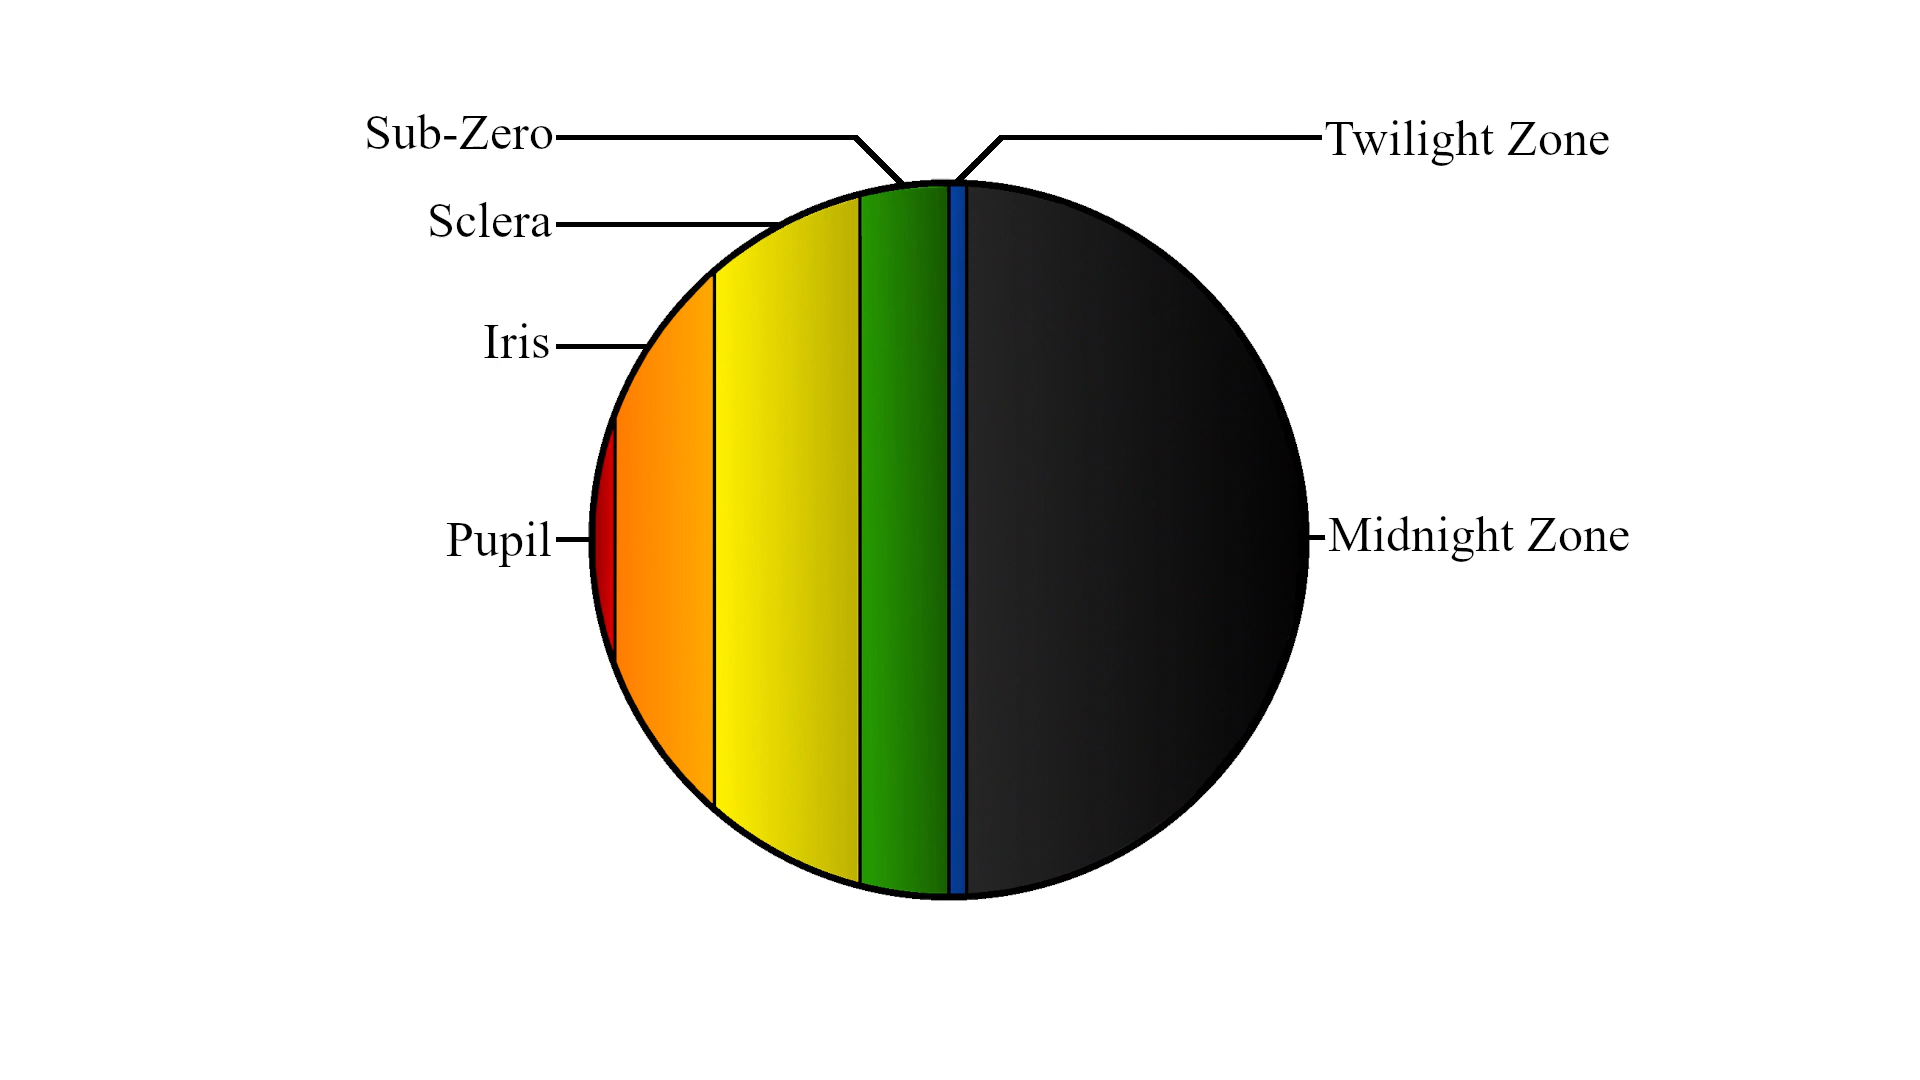 Sub-Zero
Twilight Zone
Sclera
Iris
Pupil
Midnight Zone